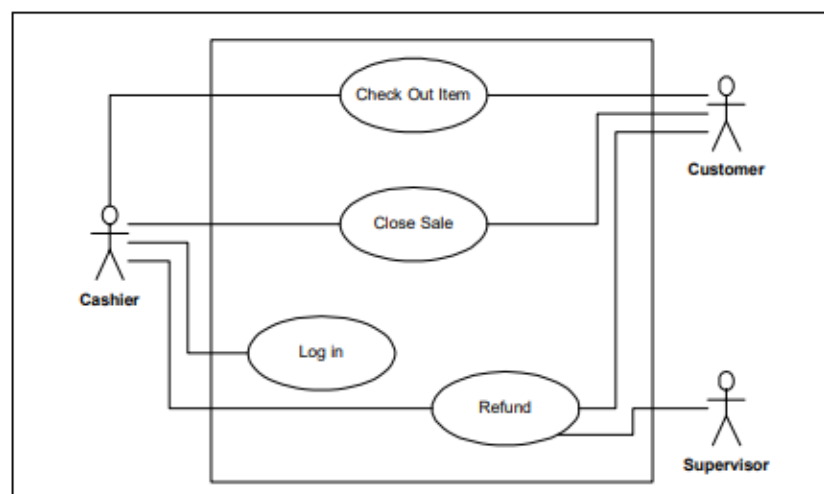 Check Out Item
Customer
Close Sale
Cashier
Log in
Refund
Supervisor